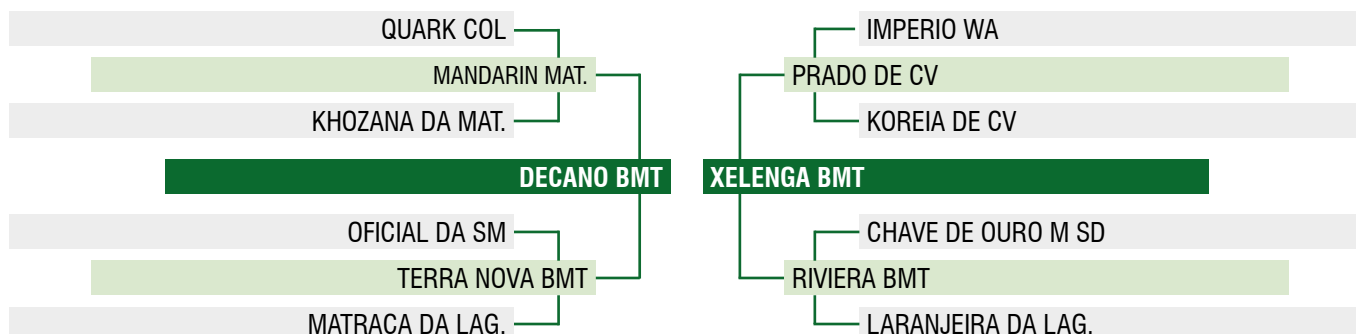 QUARK COL
IMPERIO WA
MANDARIN MAT.
PRADO DE CV
KHOZANA DA MAT.
KOREIA DE CV
DECANO BMT
XELENGA BMT
OFICIAL DA SM
CHAVE DE OURO M SD
TERRA NOVA BMT
RIVIERA BMT
MATRACA DA LAG.
LARANJEIRA DA LAG.